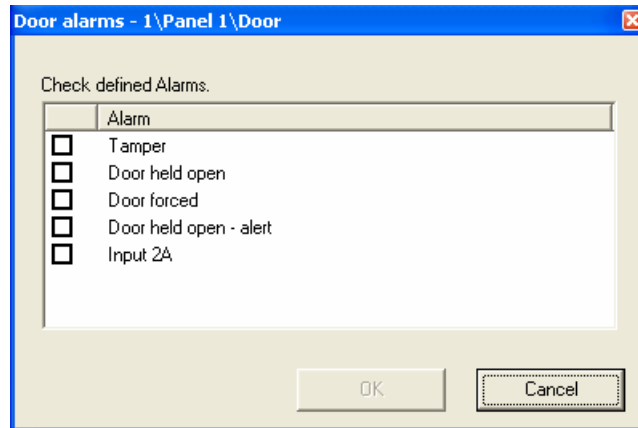 Door alarms - 1\Panel 1\Door
Check defined Alarms.
Alarm
Tamper
Door held open
Door forced
Door held open - alert
Input 2A
OK Cancel